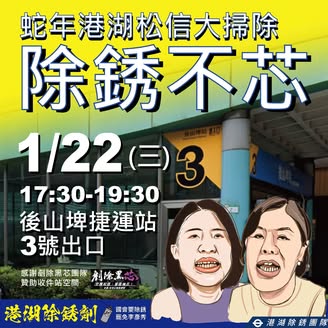 蛇年港湖松信大掃除
除銹不芯
1/22(三)
17:30-19:30
後山埤捷運站
3號出口
3
感謝剷除黑芯團隊
贊助收件站空間
剷除黑芯
港湖除銹劑
國會要除銹
罷免李彥秀
港湖除銹團隊